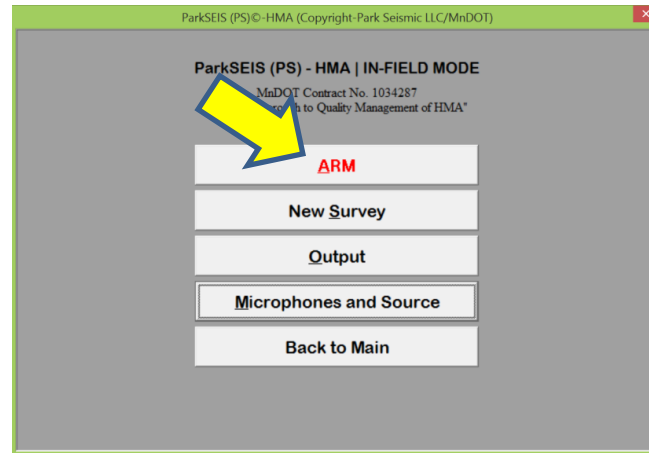 ParkSEIS (PS)©-HMA (Copyright-Park Seismic LLC/MnDOT)
ParkSEIS (PS) - HMA | IN-FIELD MODE
MnDOT Contract No. 1034287
to Quality Management of HMA"
ARM
New Survey
Output
Microphones and Source
Back to Main